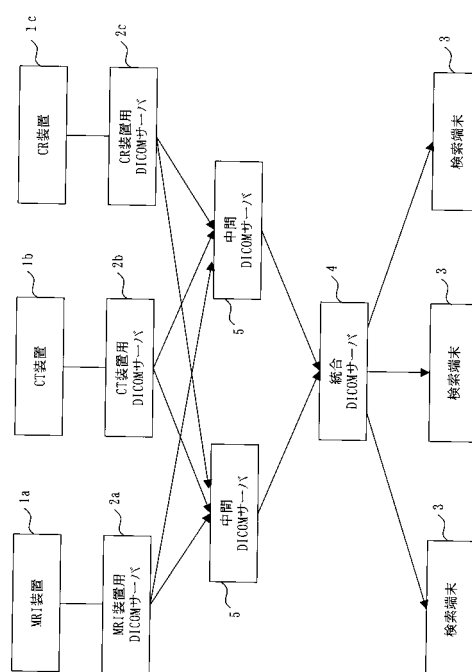 1a
MRI装置
1b
CT装置
1c
CR装置
2a
MRI装置用
DICOMサーバ
2b
CT装置用
DICOMサーバ
2c
CR装置用
DICOMサーバ
中間
DICOMサーバ
5
中間
DICOMサーバ
5
4
統合
DICOMサーバ
3
検索端末
3
検索端末
3
検索端末